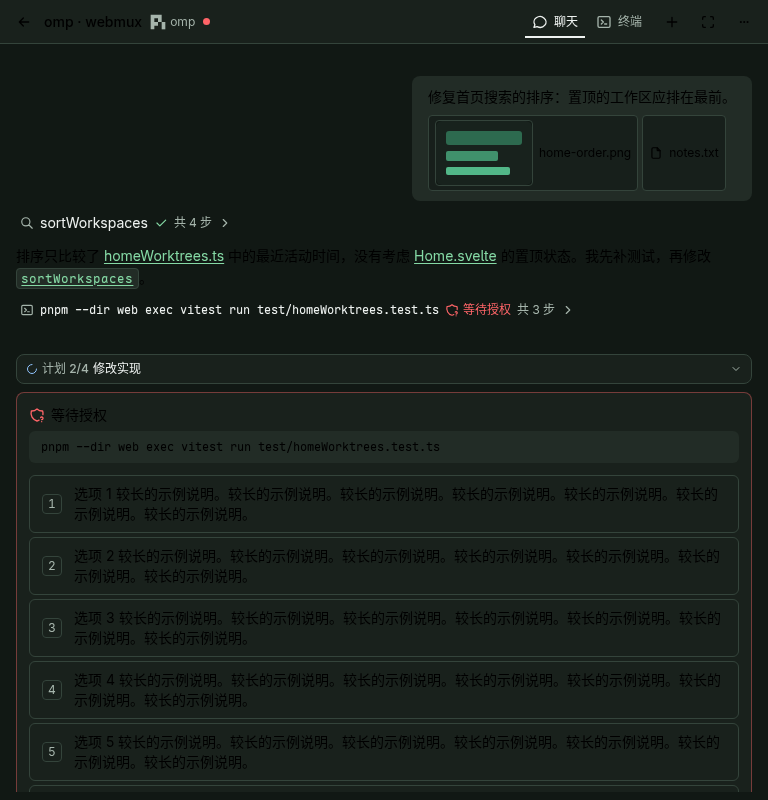 omp · webmux omp 聊天 终端
修复首页搜索的排序：置顶的工作区应排在最前。
home-order.png notes.txt
sortWorkspaces 共 4 步
排序只比较了 homeWorktrees.ts 中的最近活动时间，没有考虑 Home.svelte 的置顶状态。我先补测试，再修改
sortWorkspaces。
pnpm --dir web exec vitest run test/homeWorktrees.test.ts 等待授权 共 3 步
计划 2/4 修改实现
等待授权
pnpm --dir web exec vitest run test/homeWorktrees.test.ts
1 选项 1 较长的示例说明。较长的示例说明。较长的示例说明。较长的示例说明。较长的示例说明。较长的
示例说明。较长的示例说明。
2 选项 2 较长的示例说明。较长的示例说明。较长的示例说明。较长的示例说明。较长的示例说明。较长的
示例说明。较长的示例说明。
3 选项 3 较长的示例说明。较长的示例说明。较长的示例说明。较长的示例说明。较长的示例说明。较长的
示例说明。较长的示例说明。
4 选项 4 较长的示例说明。较长的示例说明。较长的示例说明。较长的示例说明。较长的示例说明。较长的
示例说明。较长的示例说明。
5 选项 5 较长的示例说明。较长的示例说明。较长的示例说明。较长的示例说明。较长的示例说明。较长的
示例说明。较长的示例说明。